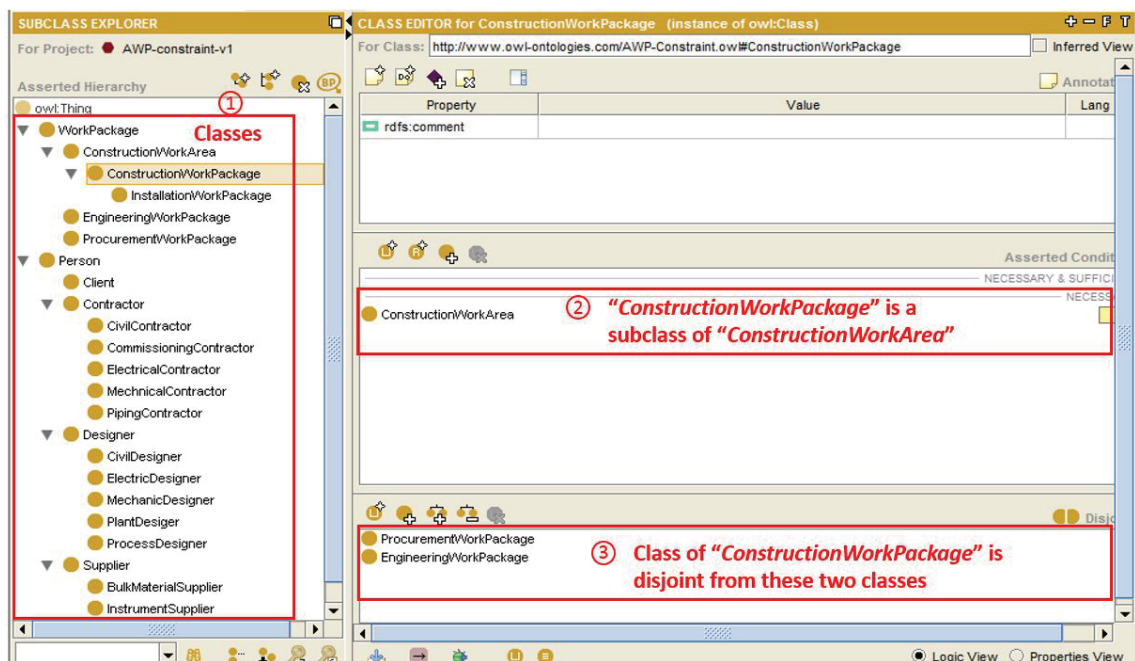 SUBCLASS EXPLORER
For Project: AWP-constraint-v1
Asserted Hierarchy
BP
owl:Thing
① Classes
WorkPackage
ConstructionWorkArea
ConstructionWorkPackage
InstallationWorkPackage
EngineeringWorkPackage
ProcurementWorkPackage
Person
Client
Contractor
CivilContractor
CommissioningContractor
ElectricalContractor
MechnicalContractor
PipingContractor
Designer
CivilDesigner
ElectricDesigner
MechanicDesigner
PlantDesiger
ProcessDesigner
Supplier
BulkMaterialSupplier
InstrumentSupplier
CLASS EDITOR for ConstructionWorkPackage (instance of owl:Class)
F T
For Class: http://www.owl-ontologies.com/AWP-Constraint.owl#ConstructionWorkPackage Inferred View
Annotat
Property Value Lang
rdfs:comment
Asserted Condit
NECESSARY & SUFFICI
NECESS
ConstructionWorkArea
② “ConstructionWorkPackage” is a
subclass of “ConstructionWorkArea”
Disjo
ProcurementWorkPackage
EngineeringWorkPackage
③ Class of “ConstructionWorkPackage” is
disjoint from these two classes
Logic View Properties View